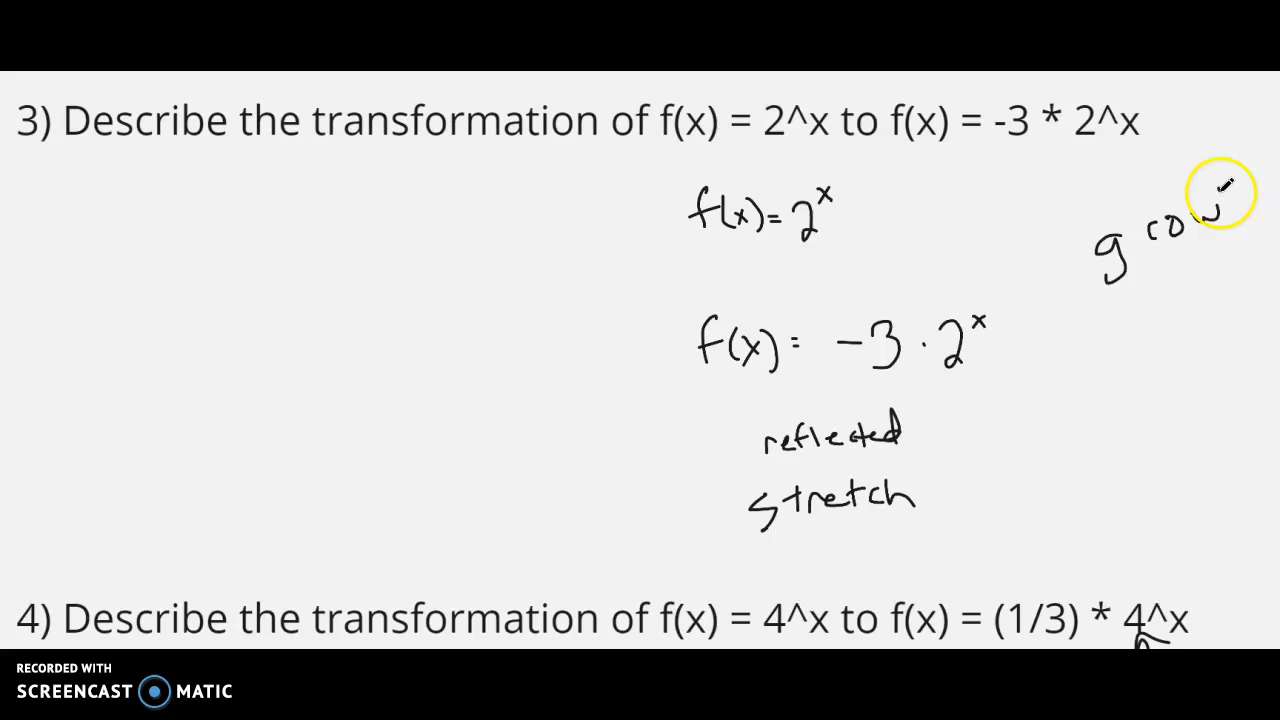 3) Describe the transformation of f(x) = 2^x to f(x) = -3 * 2^x
f(x) = 2^x
grow
f(x) = -3 · 2^x
reflected
stretch
4) Describe the transformation of f(x) = 4^x to f(x) = (1/3) * 4^x
RECORDED WITH
SCREENCAST MATIC